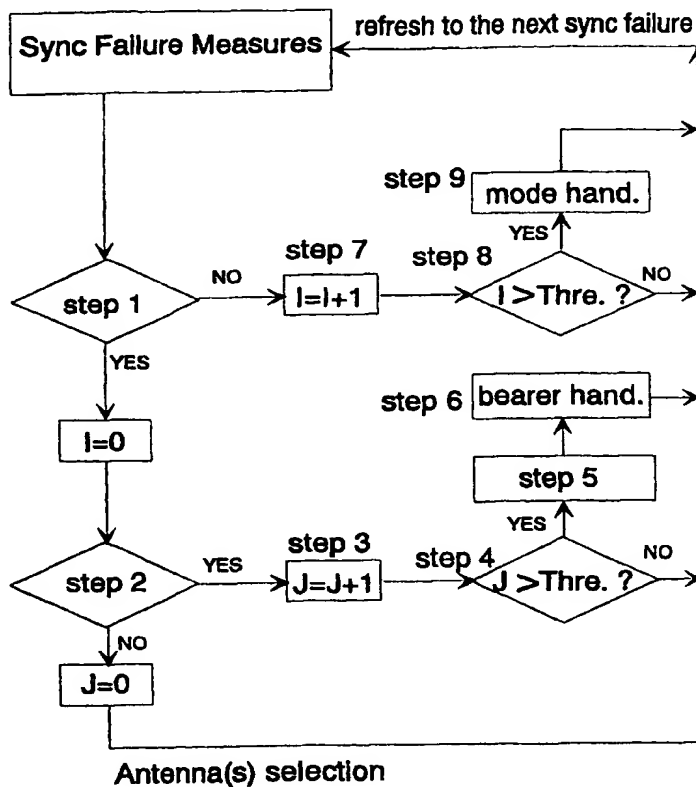 Sync Failure Measures
refresh to the next sync failure
step 9
mode hand.
YES
step 7
step 8
step 1
NO
I=I+1
I >Thre. ?
NO
YES
step 6
bearer hand.
I=0
step 5
YES
step 3
step 4
step 2
YES
J=J+1
J >Thre. ?
NO
NO
J=0
Antenna(s) selection